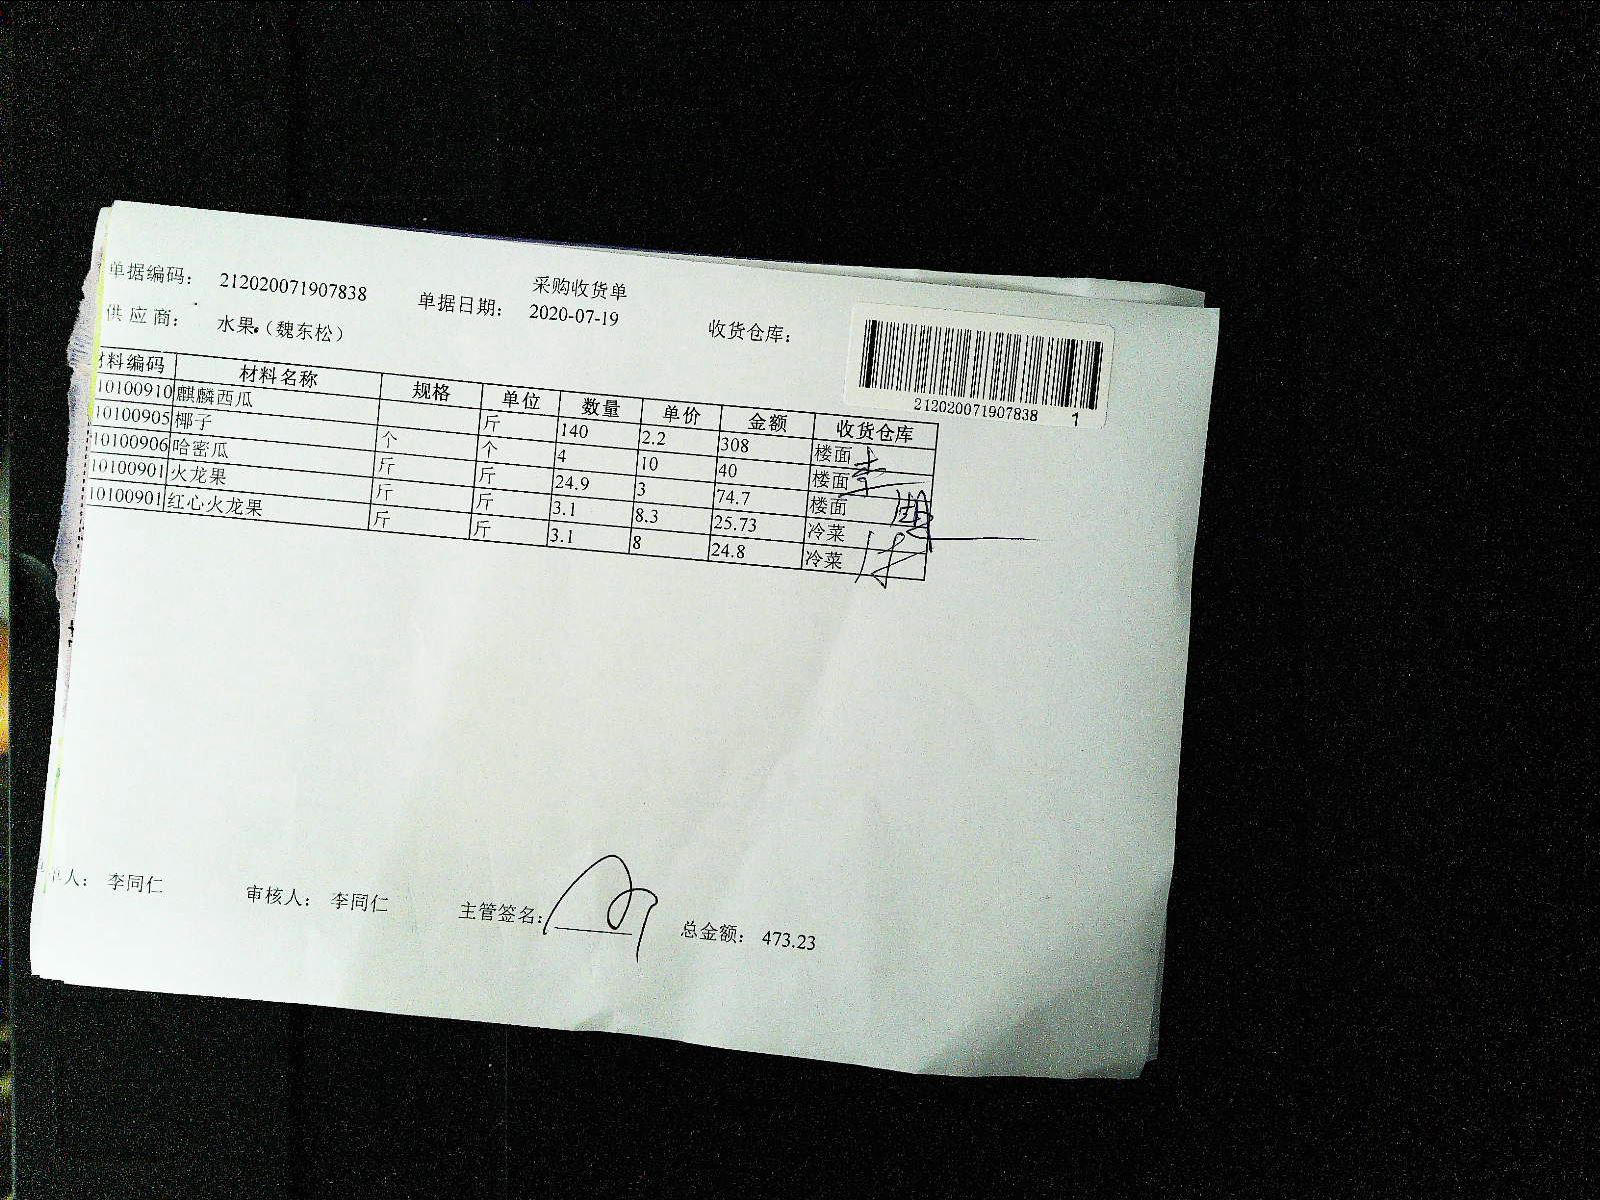 采购收货单
单据编码： 212020071907838 单据日期： 2020-07-19 收货仓库：
供 应 商： 水果（魏东松）
212020071907838 1
材料编码 材料名称 规格 单位 数量 单价 金额 收货仓库
10100910 麒麟西瓜 斤 140 2.2 308 楼面
10100905 椰子 个 个 4 10 40 楼面
10100906 哈密瓜 斤 斤 24.9 3 74.7 楼面
10100901 火龙果 斤 斤 3.1 8.3 25.73 冷菜
10100901 红心火龙果 斤 斤 3.1 8 24.8 冷菜
人： 李同仁 审核人： 李同仁 主管签名： 总金额： 473.23